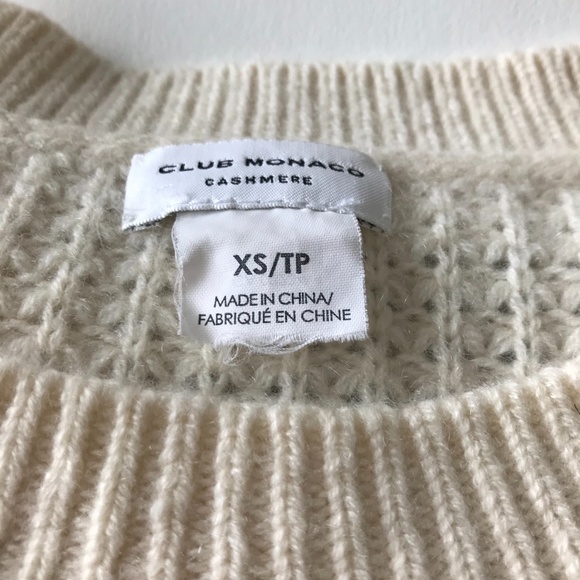 CLUB MONACO
CASHMERE
XS/TP
MADE IN CHINA/
FABRIQUÉ EN CHINE